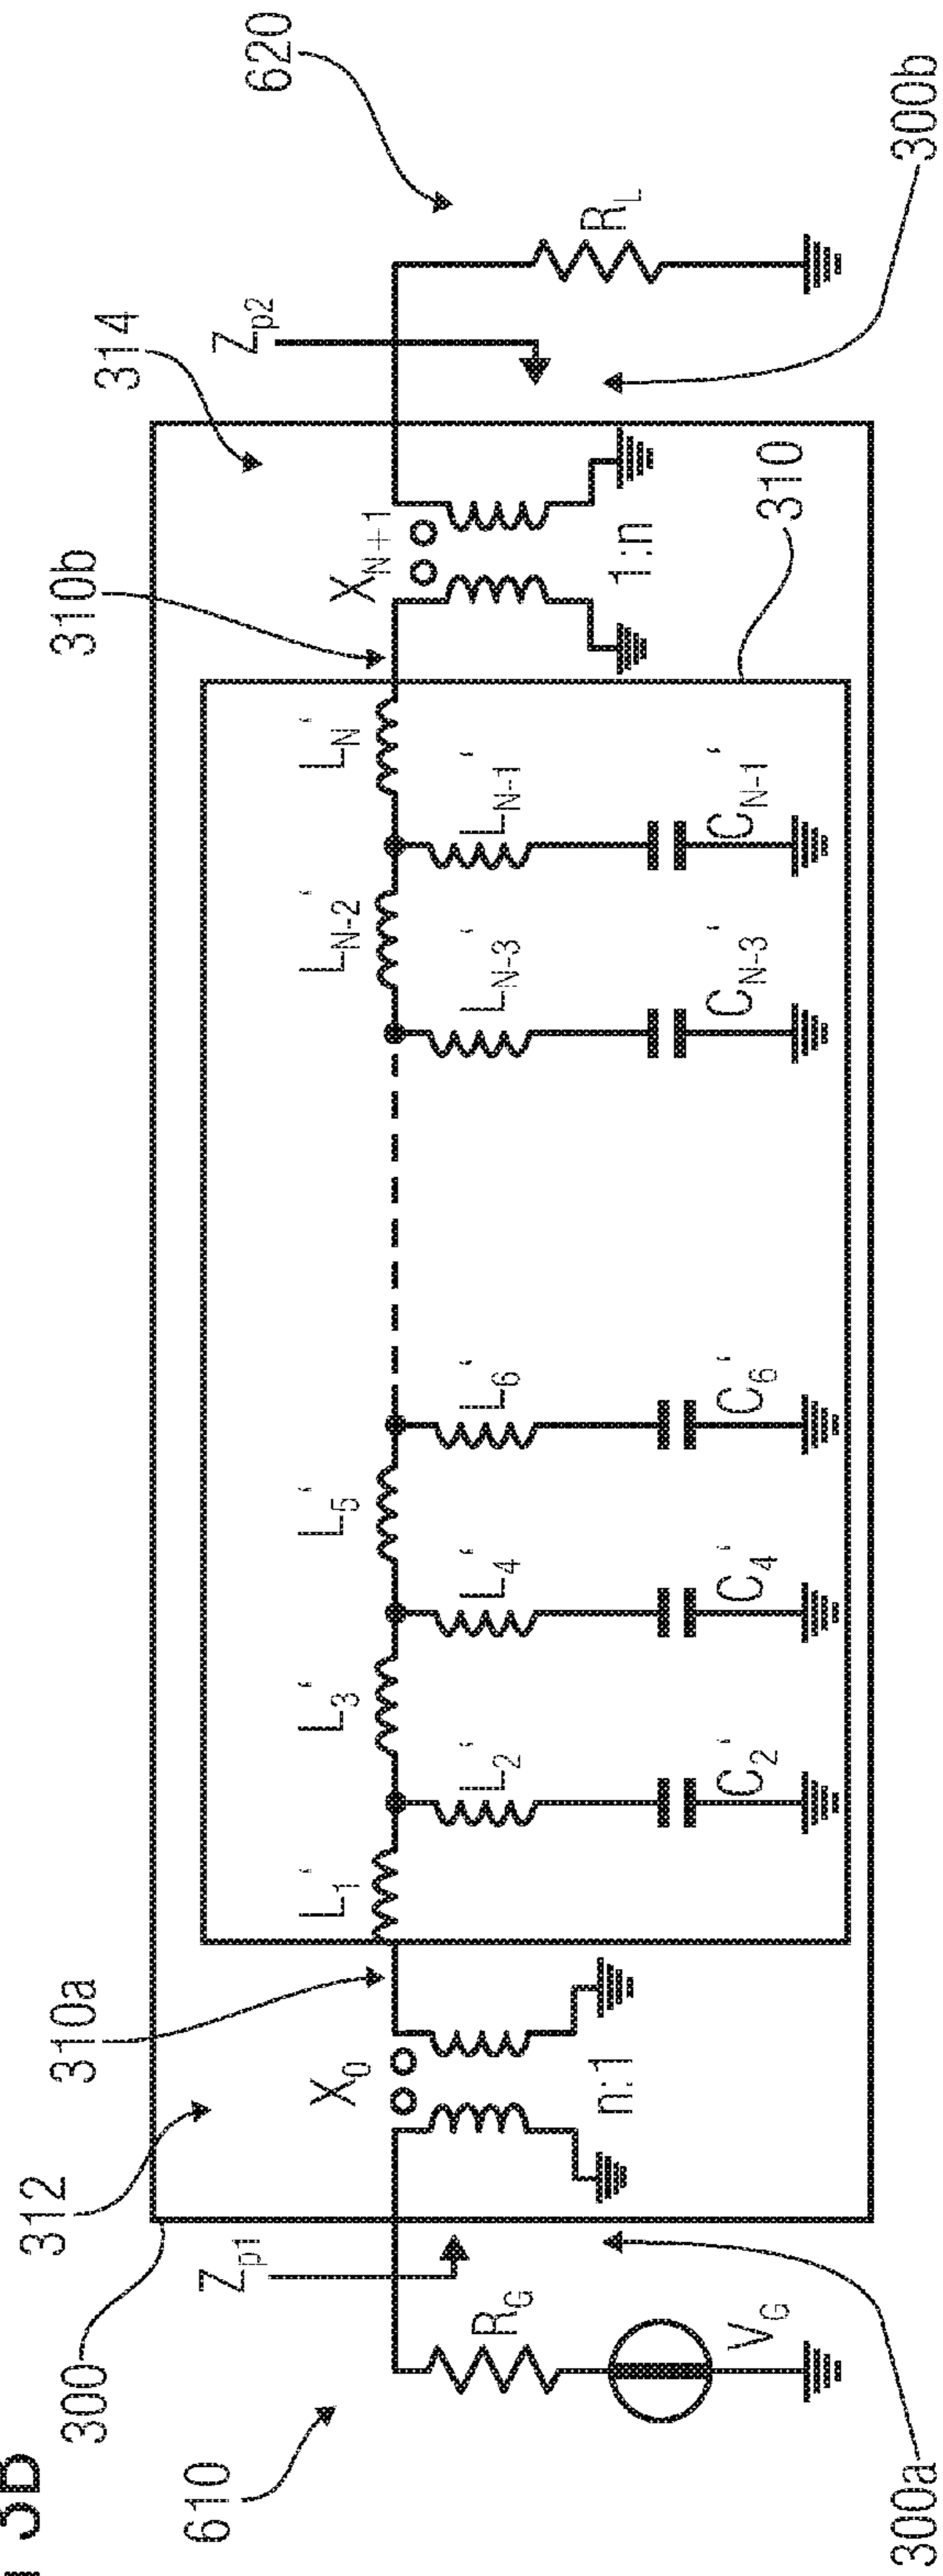 3B
300
312
310a
310b
314
620
610
Z_p1
X_0
L_1'
L_3'
L_5'
L_N-2'
L_N'
X_N+1
Z_p2
R_G
V_G
n:1
L_2'
L_4'
L_6'
L_N-3'
L_N-1'
1:n
R_L
C_2'
C_4'
C_6'
C_N-3'
C_N-1'
310
300a
300b